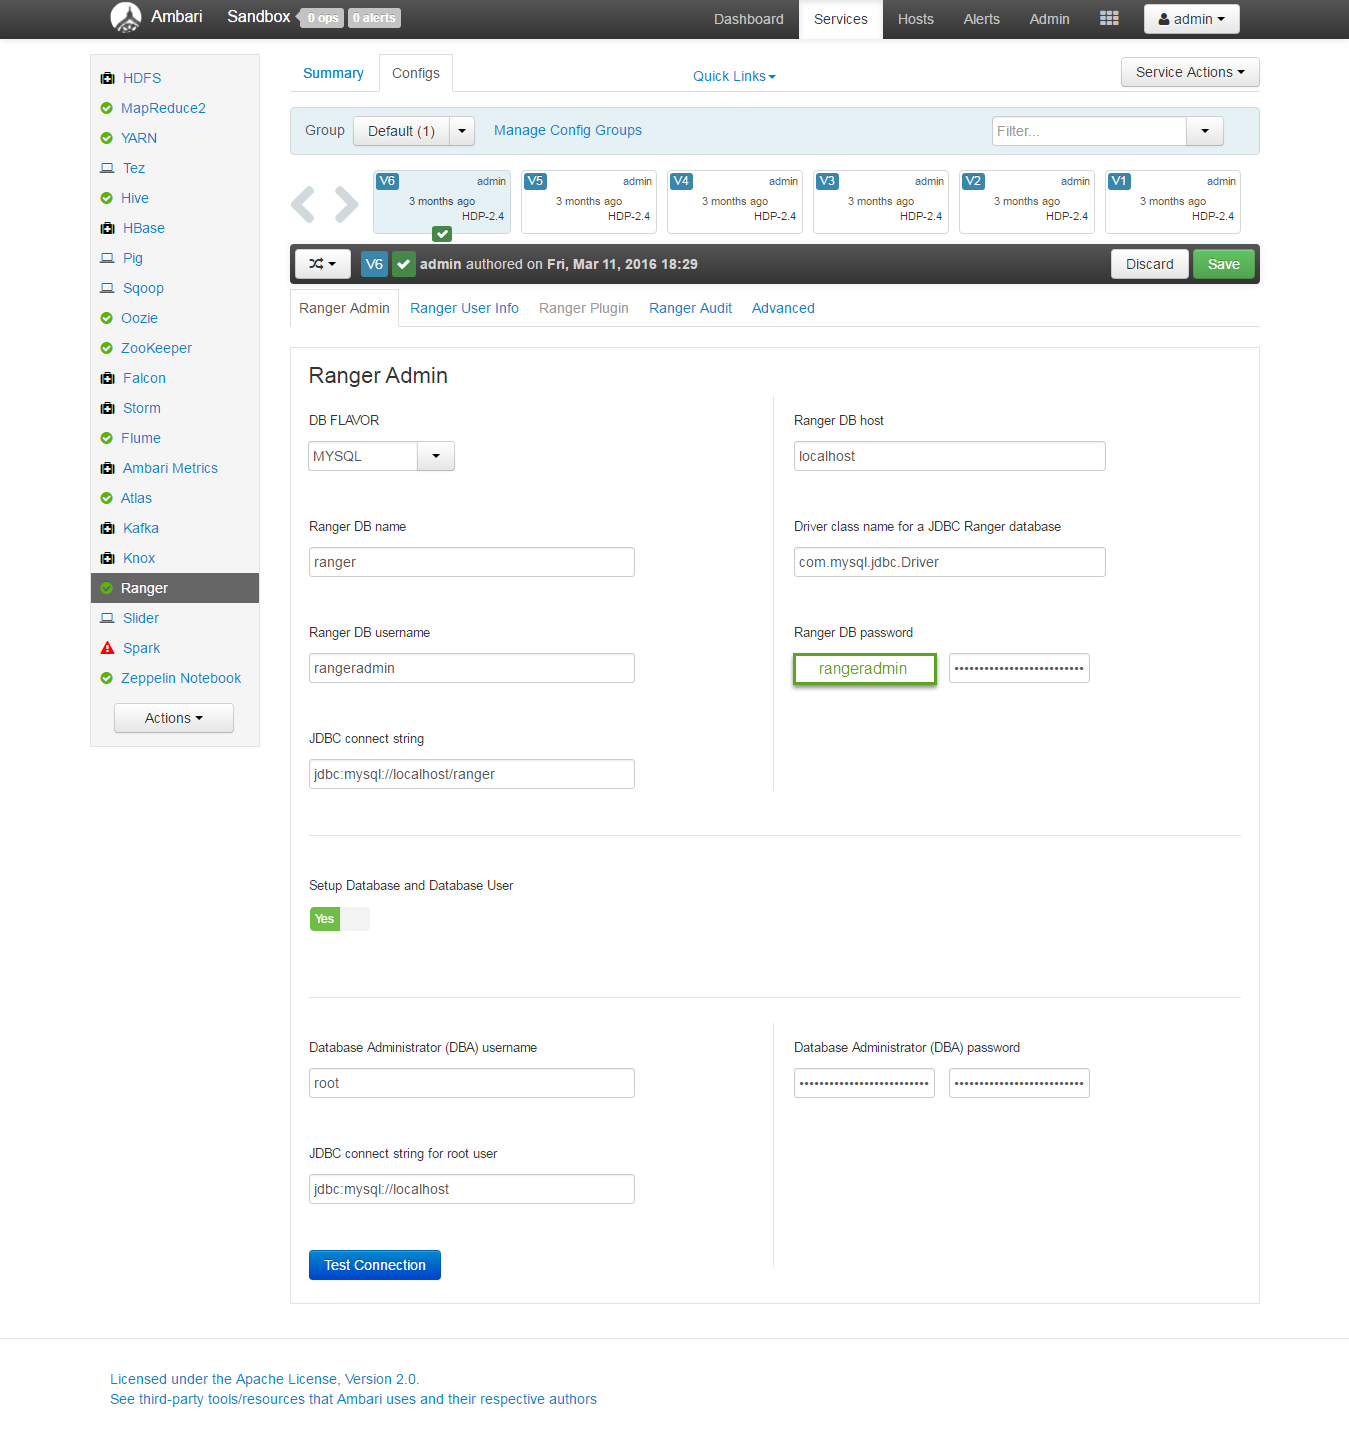 Ambari Sandbox 0 ops 0 alerts Dashboard Services Hosts Alerts Admin admin
HDFS
MapReduce2
YARN
Tez
Hive
HBase
Pig
Sqoop
Oozie
ZooKeeper
Falcon
Storm
Flume
Ambari Metrics
Atlas
Kafka
Knox
Ranger
Slider
Spark
Zeppelin Notebook
Actions
Summary Configs Quick Links Service Actions
Group Default (1) Manage Config Groups Filter...
V6 admin
3 months ago
HDP-2.4
V5 admin
3 months ago
HDP-2.4
V4 admin
3 months ago
HDP-2.4
V3 admin
3 months ago
HDP-2.4
V2 admin
3 months ago
HDP-2.4
V1 admin
3 months ago
HDP-2.4
V6 admin authored on Fri, Mar 11, 2016 18:29 Discard Save
Ranger Admin Ranger User Info Ranger Plugin Ranger Audit Advanced
Ranger Admin
DB FLAVOR
MYSQL
Ranger DB host
localhost
Ranger DB name
ranger
Driver class name for a JDBC Ranger database
com.mysql.jdbc.Driver
Ranger DB username
rangeradmin
Ranger DB password
rangeradmin
JDBC connect string
jdbc:mysql://localhost/ranger
Setup Database and Database User
Yes
Database Administrator (DBA) username
root
Database Administrator (DBA) password
JDBC connect string for root user
jdbc:mysql://localhost
Test Connection
Licensed under the Apache License, Version 2.0.
See third-party tools/resources that Ambari uses and their respective authors